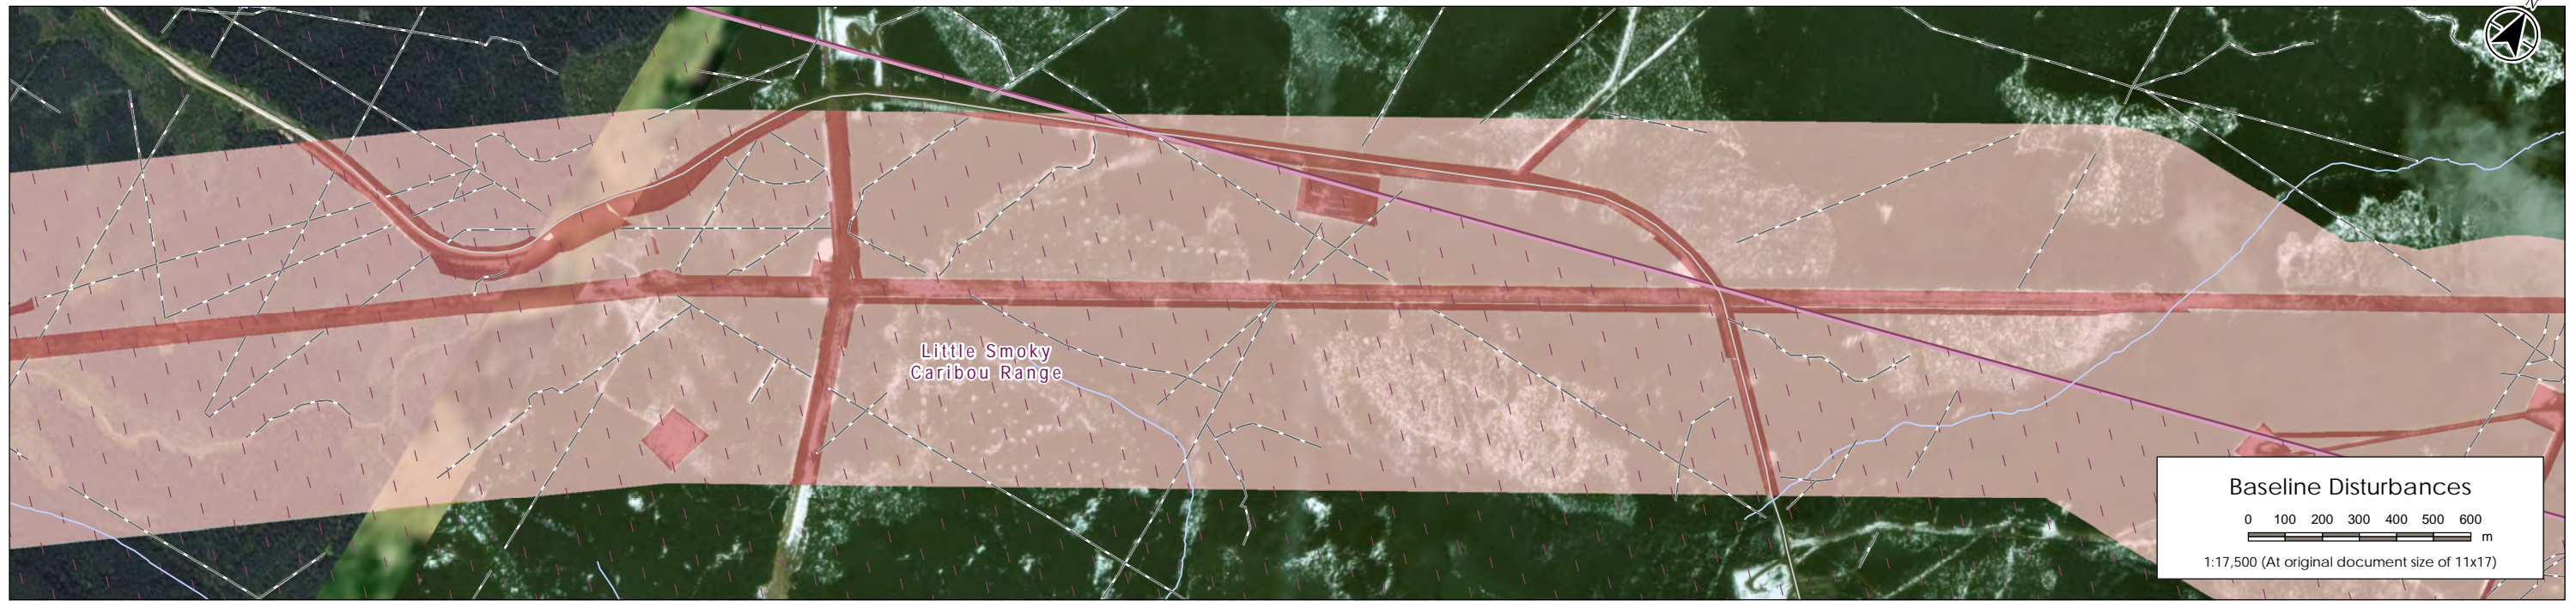 N
Little Smoky
Caribou Range
Baseline Disturbances
0 100 200 300 400 500 600
m
1:17,500 (At original document size of 11x17)